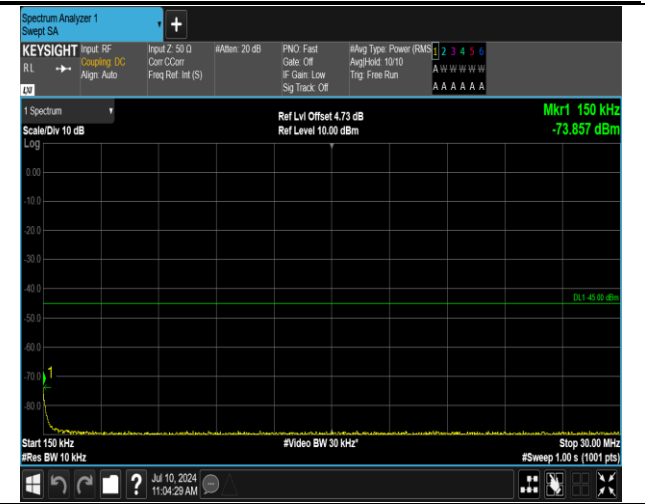 Spectrum Analyzer 1
Swept SA
+
KEYSIGHT Input: RF Input Z: 50 Ω #Atten: 20 dB PNO: Fast #Avg Type: Power (RMS 1 2 3 4 5 6
RL Coupling: DC Corr CCorr Gate: Off Avg|Hold: 10/10 A W W W W W
Align: Auto Freq Ref: Int (S) IF Gain: Low Trig: Free Run
Sig Track: Off A A A A A A
LXI
1 Spectrum Ref Lvl Offset 4.73 dB Mkr1 150 kHz
Scale/Div 10 dB Ref Level 10.00 dBm -73.857 dBm
Log
0.00
-10.0
-20.0
-30.0
-40.0
DL1 -45.00 dBm
-50.0
-60.0
-70.0 1
-80.0
Start 150 kHz #Video BW 30 kHz* Stop 30.00 MHz
#Res BW 10 kHz #Sweep 1.00 s (1001 pts)
? Jul 10, 2024
11:04:29 AM